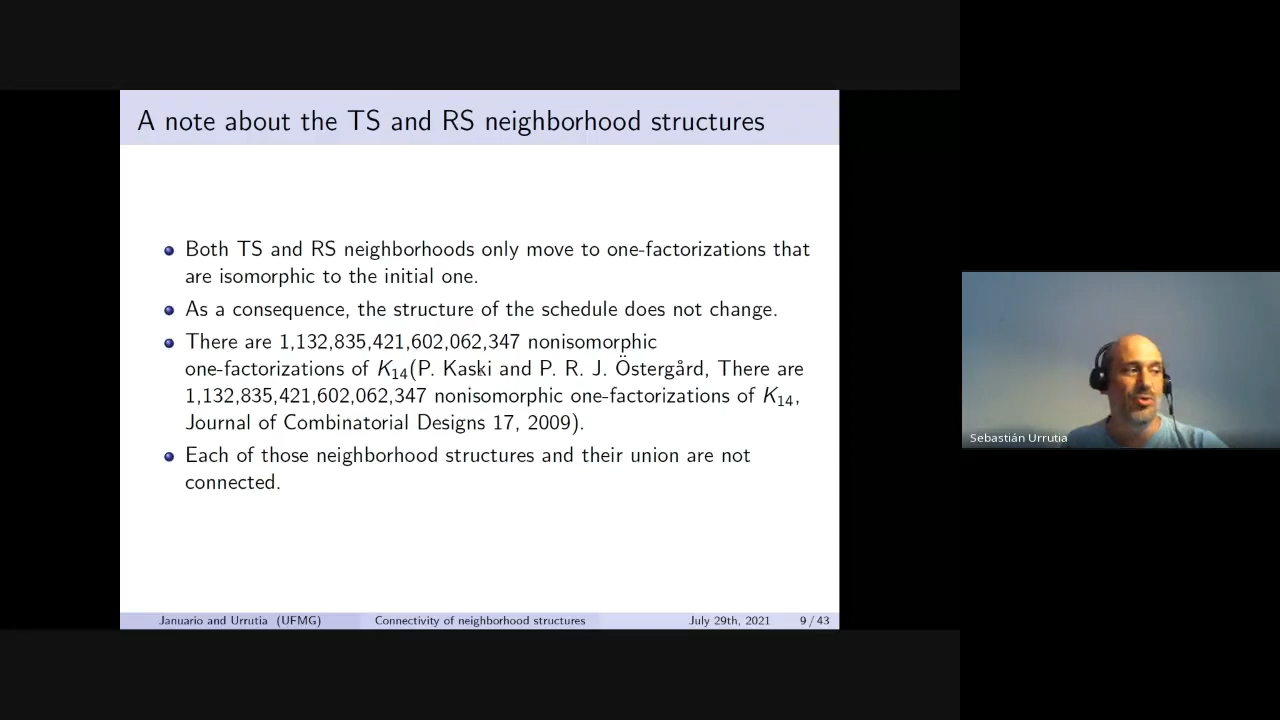 A note about the TS and RS neighborhood structures
Both TS and RS neighborhoods only move to one-factorizations that
are isomorphic to the initial one.
As a consequence, the structure of the schedule does not change.
There are 1,132,835,421,602,062,347 nonisomorphic
one-factorizations of K14(P. Kaski and P. R. J. Östergård, There are
1,132,835,421,602,062,347 nonisomorphic one-factorizations of K14,
Journal of Combinatorial Designs 17, 2009).
Each of those neighborhood structures and their union are not
connected.
Sebastián Urrutia
Januario and Urrutia (UFMG) Connectivity of neighborhood structures July 29th, 2021 9 / 43